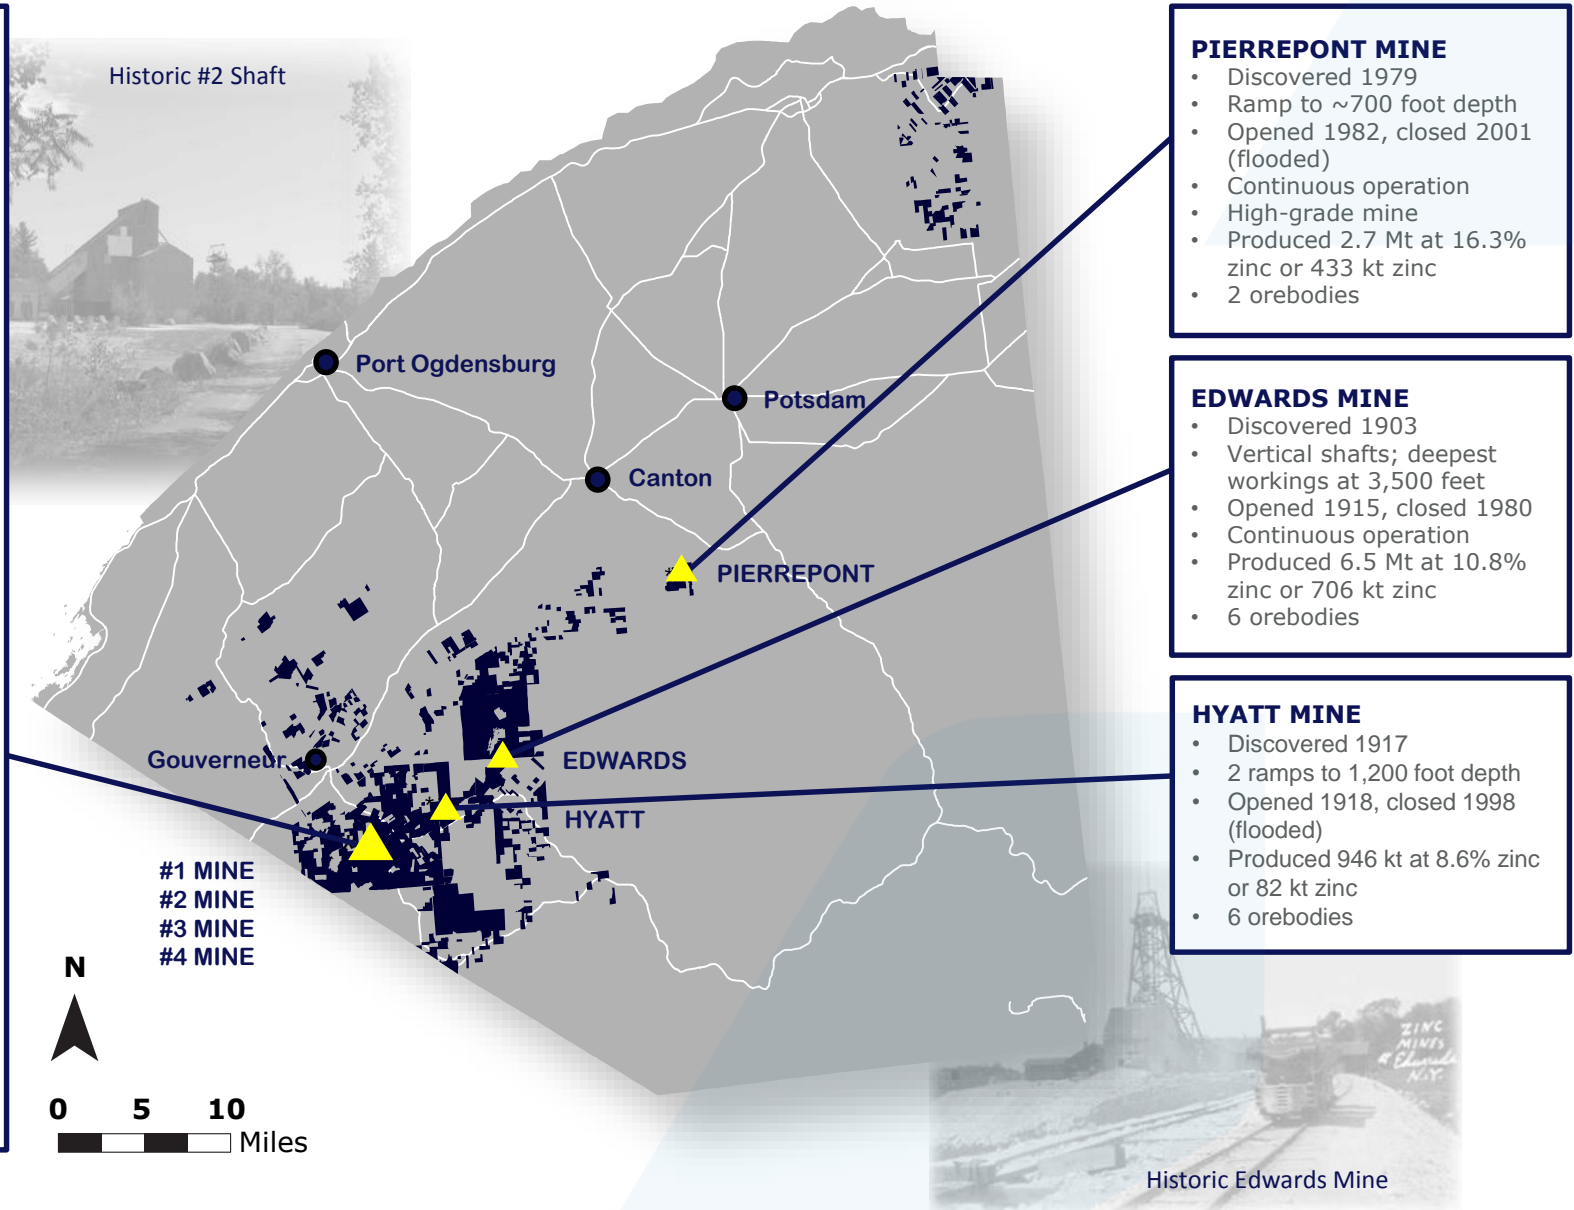 Historic #2 Shaft
PIERREPONT MINE
• Discovered 1979
• Ramp to ~700 foot depth
• Opened 1982, closed 2001
(flooded)
• Continuous operation
• High-grade mine
• Produced 2.7 Mt at 16.3%
zinc or 433 kt zinc
• 2 orebodies
EDWARDS MINE
• Discovered 1903
• Vertical shafts; deepest
workings at 3,500 feet
• Opened 1915, closed 1980
• Continuous operation
• Produced 6.5 Mt at 10.8%
zinc or 706 kt zinc
• 6 orebodies
HYATT MINE
• Discovered 1917
• 2 ramps to 1,200 foot depth
• Opened 1918, closed 1998
(flooded)
• Produced 946 kt at 8.6% zinc
or 82 kt zinc
• 6 orebodies
Port Ogdensburg
Potsdam
Canton
PIERREPONT
Gouverneur
EDWARDS
HYATT
#1 MINE
#2 MINE
#3 MINE
#4 MINE
N
0 5 10
Miles
ZINC
MINES
at Edwards
N.Y.
Historic Edwards Mine